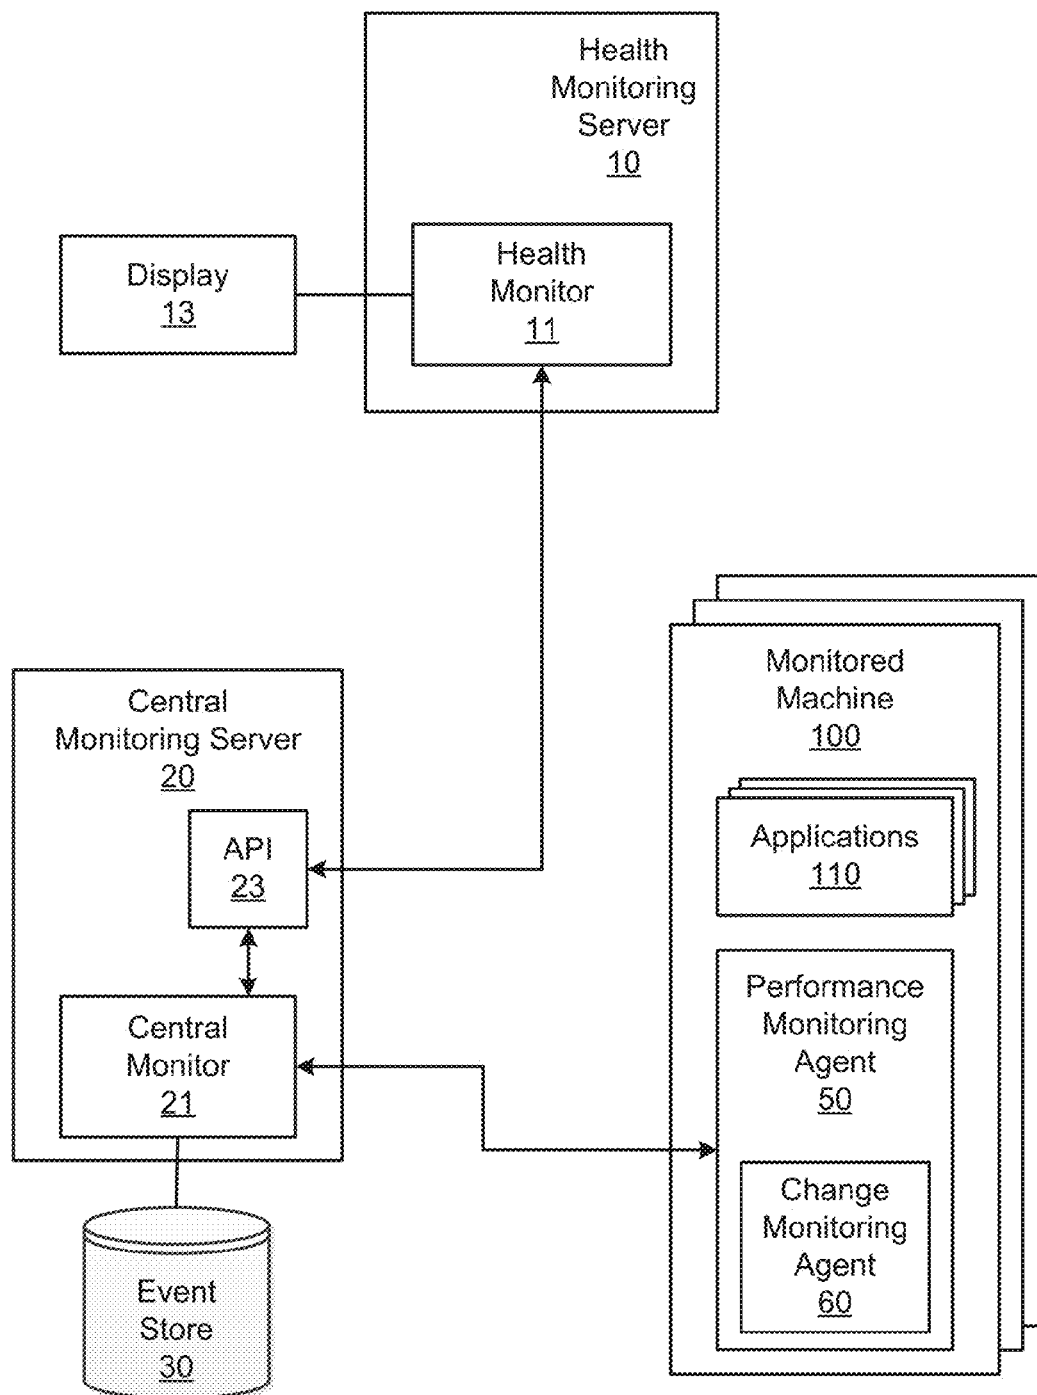 Health
Monitoring
Server
10
Health
Monitor
11
Display
13
Central
Monitoring Server
20
API
23
Central
Monitor
21
Event
Store
30
Monitored
Machine
100
Applications
110
Performance
Monitoring
Agent
50
Change
Monitoring
Agent
60